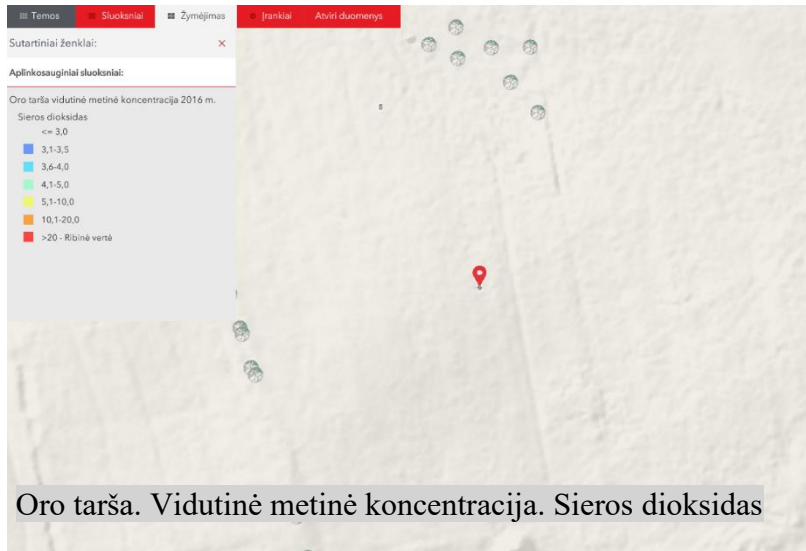 Temos Sluoksniai Žymėjimas Įrankiai Atviri duomenys
Sutartiniai ženklai: ×
Aplinkosauginiai sluoksniai:
Oro tarša vidutinė metinė koncentracija 2016 m.
Sieros dioksidas
<= 3,0
3,1-3,5
3,6-4,0
4,1-5,0
5,1-10,0
10,1-20,0
>20 - Ribinė vertė
Oro tarša. Vidutinė metinė koncentracija. Sieros dioksidas